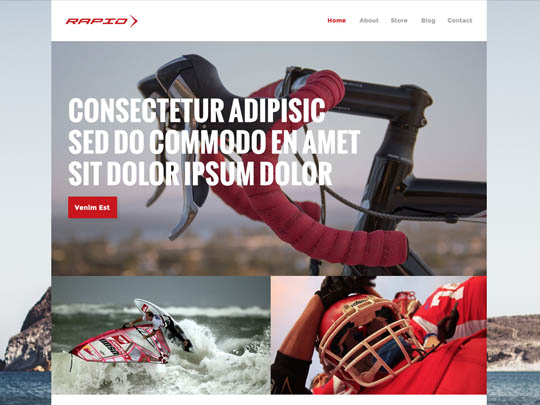 RAPID
Home About Store Blog Contact
CONSECTETUR ADIPISIC
SED DO COMMODO EN AMET
SIT DOLOR IPSUM DOLOR
Venim Est